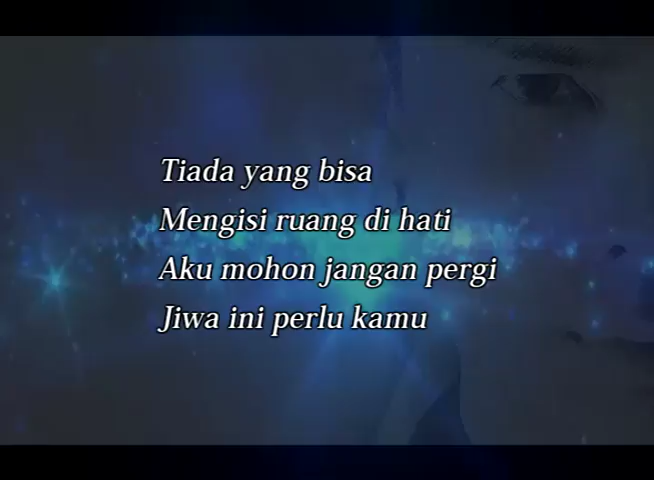 Tiada yang bisa
Mengisi ruang di hati
Aku mohon jangan pergi
Jiwa ini perlu kamu